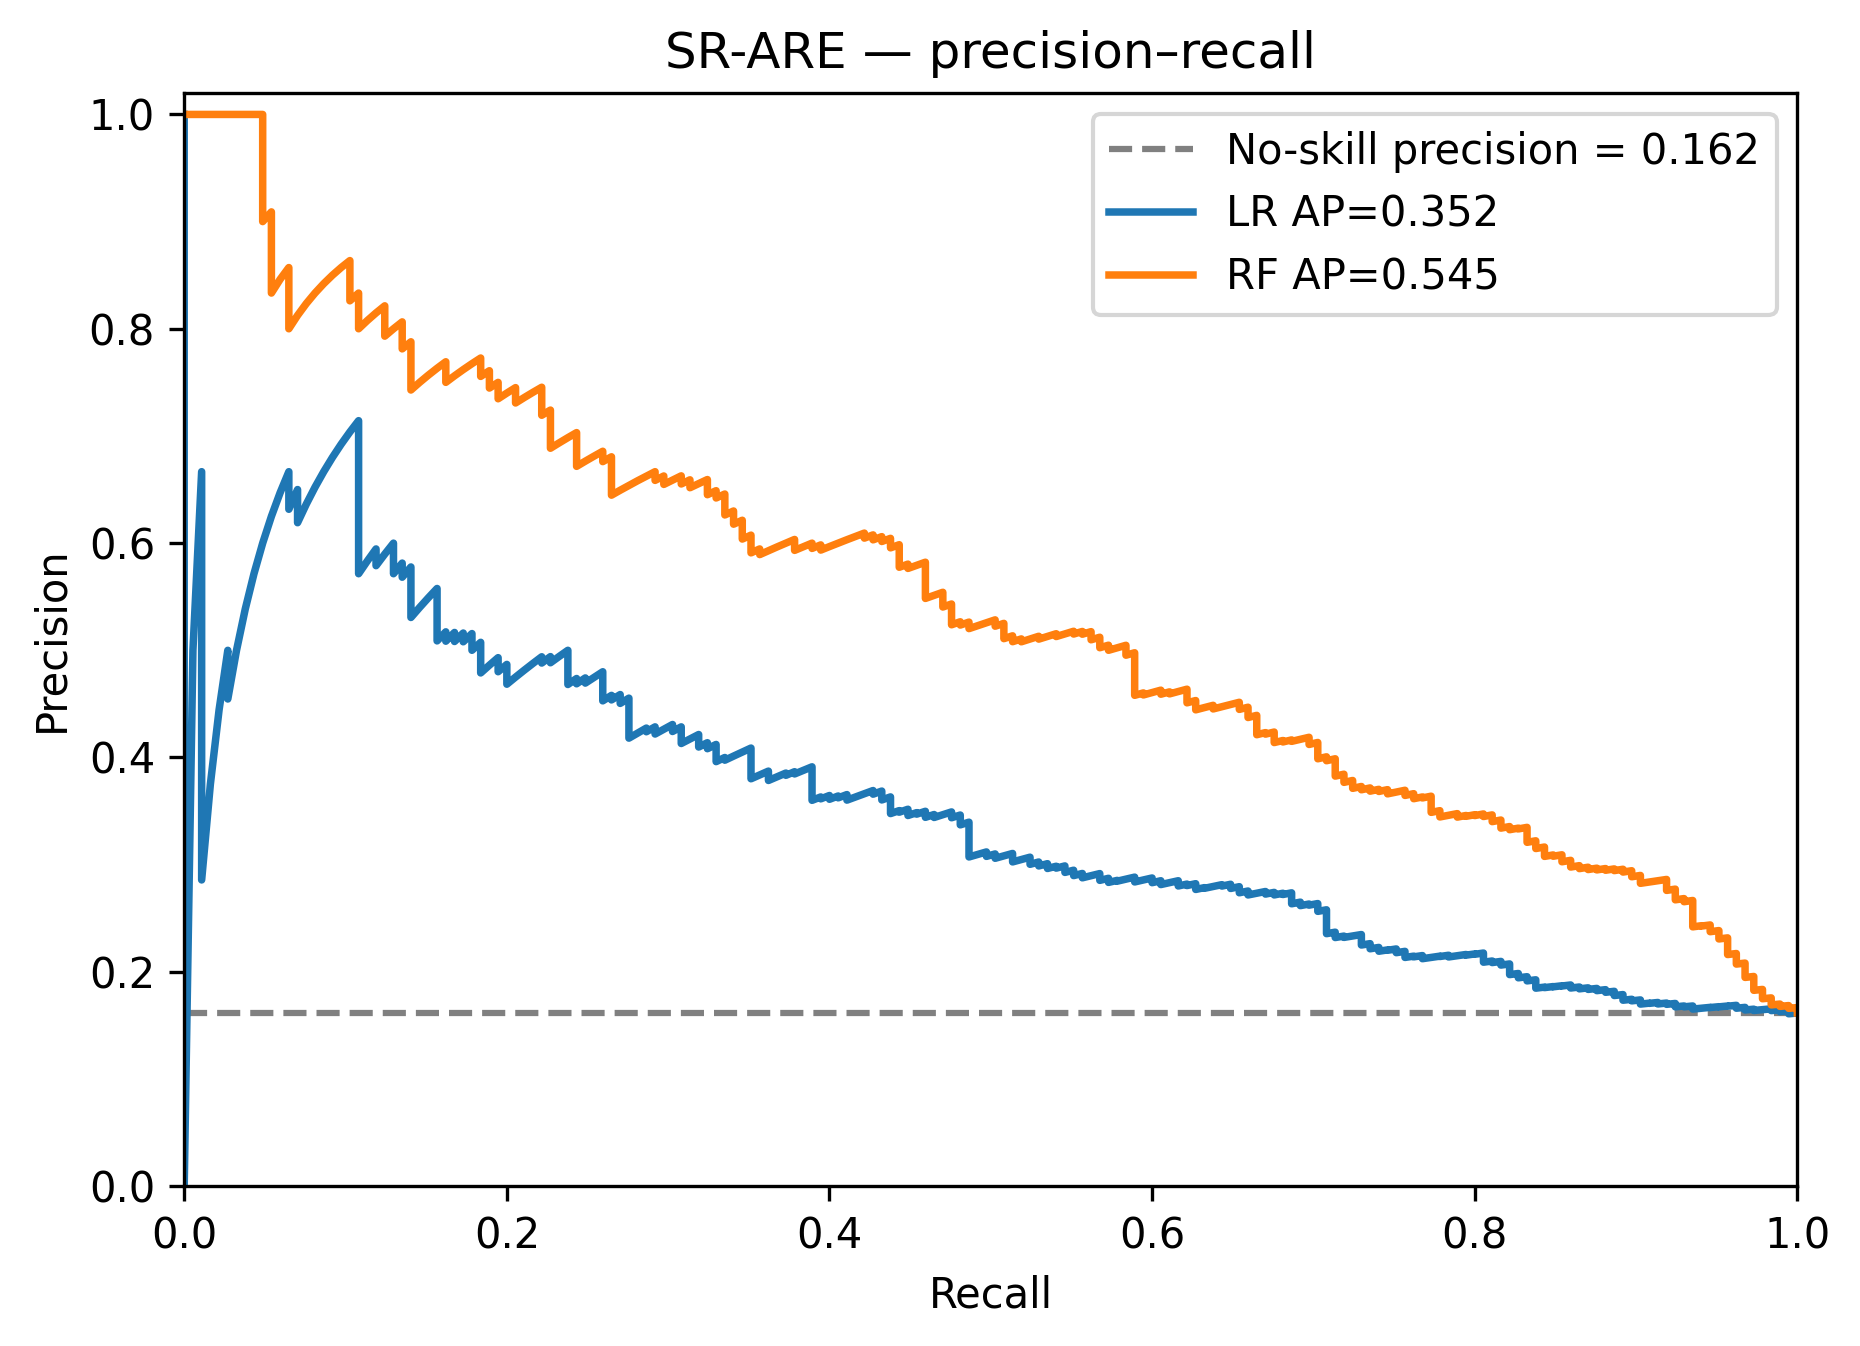 SR-ARE — precision–recall
No-skill precision = 0.162
LR AP=0.352
RF AP=0.545
Precision
1.0
0.8
0.6
0.4
0.2
0.0
0.0 0.2 0.4 0.6 0.8 1.0
Recall